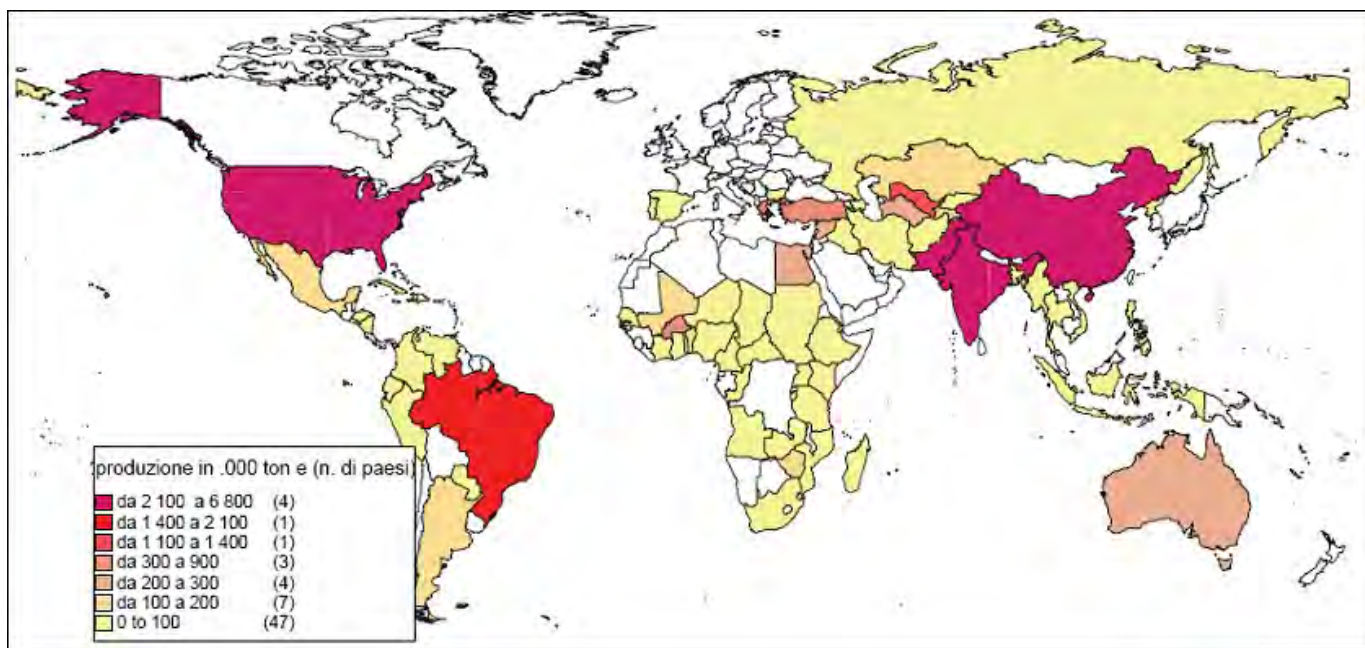 produzione in .000 ton e (n. di paesi)
da 2 100 a 6 800 (4)
da 1 400 a 2 100 (1)
da 1 100 a 1 400 (1)
da 300 a 900 (3)
da 200 a 300 (4)
da 100 a 200 (7)
0 to 100 (47)